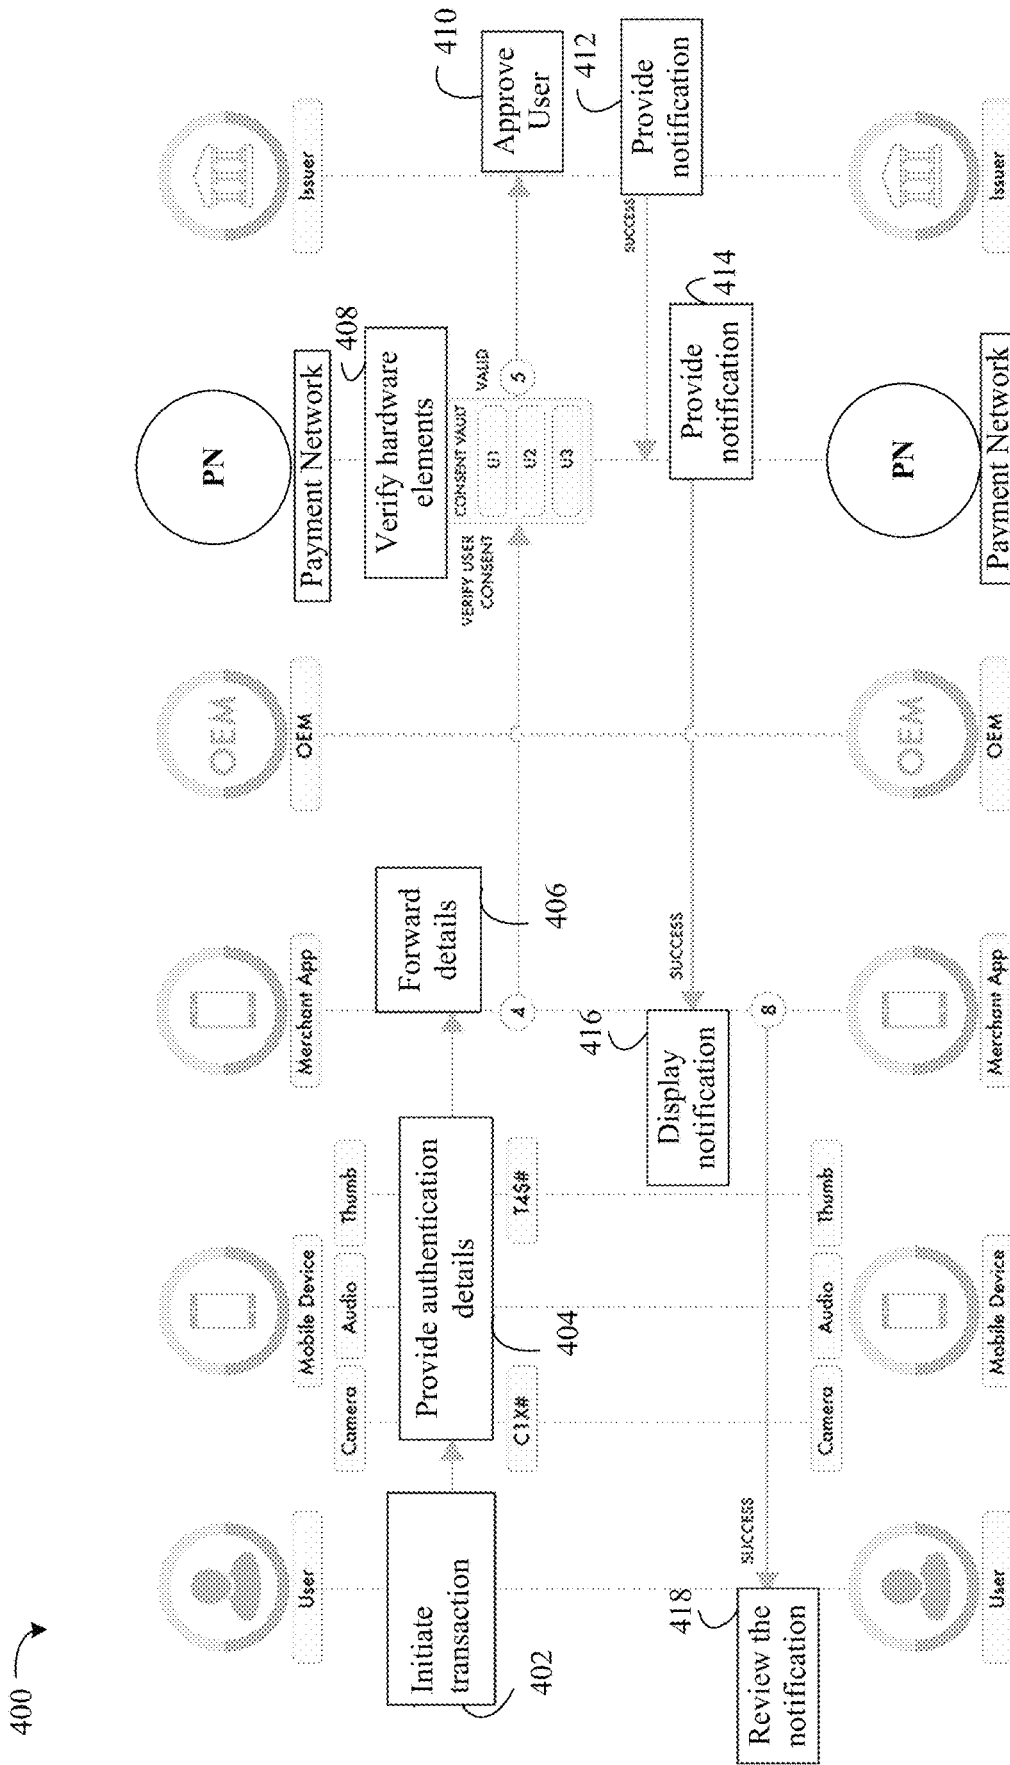 400
User
Mobile Device
Merchant App
OEM
OEM
PN
Payment Network
Issuer
Camera
Audio
Thumb
Initiate
transaction
402
Provide authentication
details
404
C1X#
T4$#
Forward
details
406
4
Verify hardware
elements
408
VERIFY USER
CONSENT
CONSENT VAULT
U1
U2
U3
VALID
5
Approve
User
410
Provide
notification
412
SUCCESS
Provide
notification
414
SUCCESS
Display
notification
416
8
SUCCESS
Review the
notification
418
Camera
Audio
Thumb
OEM
PN
User
Mobile Device
Merchant App
OEM
Payment Network
Issuer